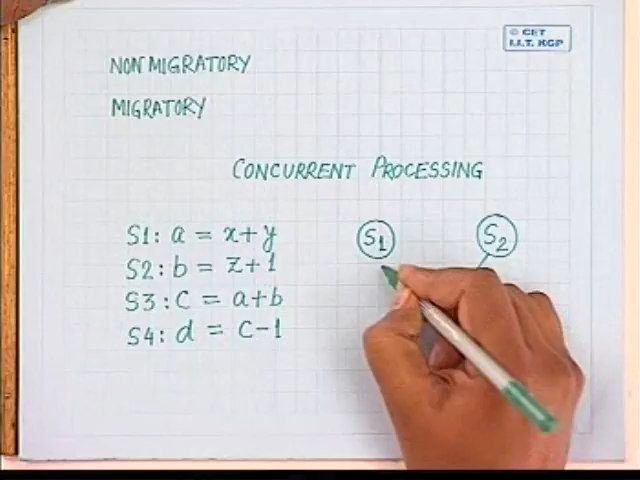 © CET
I.I.T. KGP
NON MIGRATORY
MIGRATORY
CONCURRENT PROCESSING
S1: a = x+y
S2: b = z+1
S3: c = a+b
S4: d = c-1
S1
S2